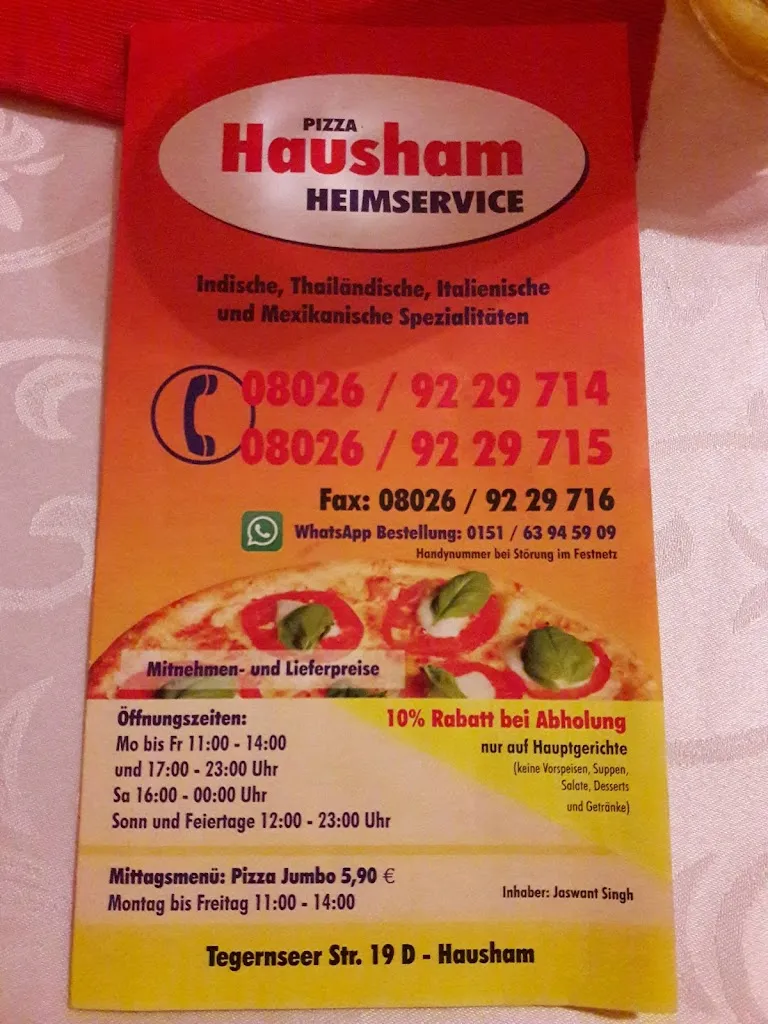 PIZZA
Hausham
HEIMSERVICE
Indische, Thailändische, Italienische
und Mexikanische Spezialitäten
08026 / 92 29 714
08026 / 92 29 715
Fax: 08026 / 92 29 716
WhatsApp Bestellung: 0151 / 63 94 59 09
Handynummer bei Störung im Festnetz
Mitnehmen- und Lieferpreise
Öffnungszeiten:
Mo bis Fr 11:00 - 14:00
und 17:00 - 23:00 Uhr
Sa 16:00 - 00:00 Uhr
Sonn und Feiertage 12:00 - 23:00 Uhr
10% Rabatt bei Abholung
nur auf Hauptgerichte
(keine Vorspeisen, Suppen,
Salate, Desserts
und Getränke)
Mittagsmenü: Pizza Jumbo 5,90 €
Montag bis Freitag 11:00 - 14:00
Inhaber: Jaswant Singh
Tegernseer Str. 19 D - Hausham